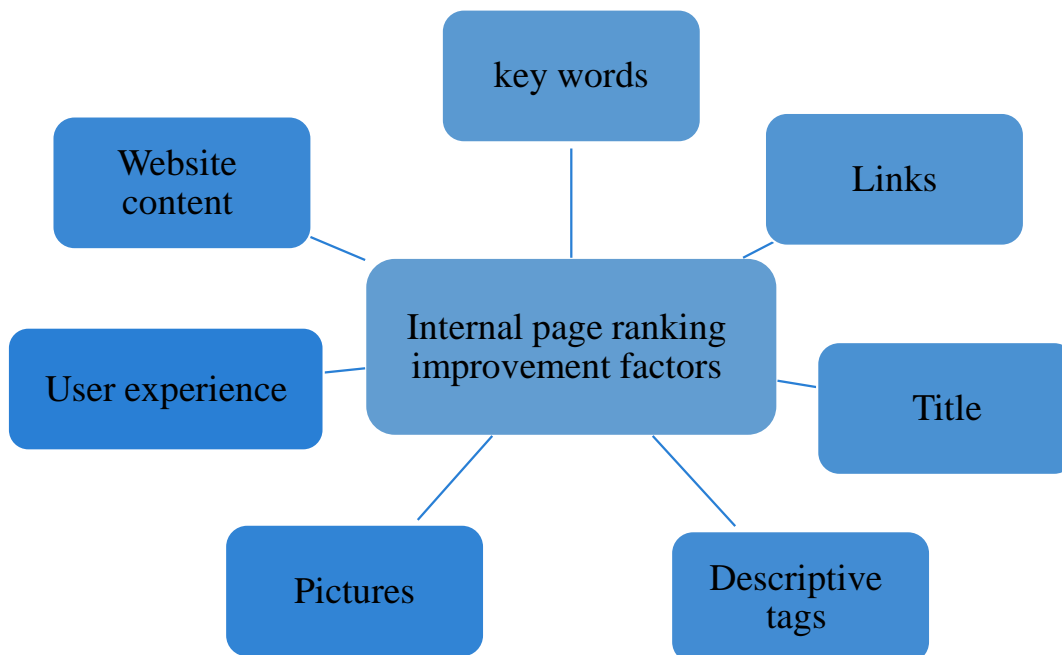 key words
Links
Title
Descriptive
tags
Pictures
User experience
Website
content
Internal page ranking
improvement factors